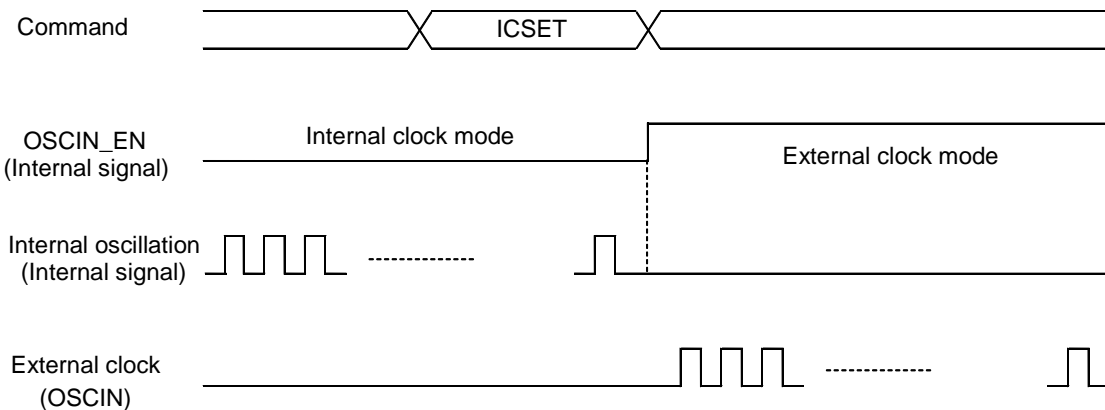 Command
ICSET
OSCIN_EN
(Internal signal)
Internal clock mode
External clock mode
Internal oscillation
(Internal signal)
External clock
(OSCIN)